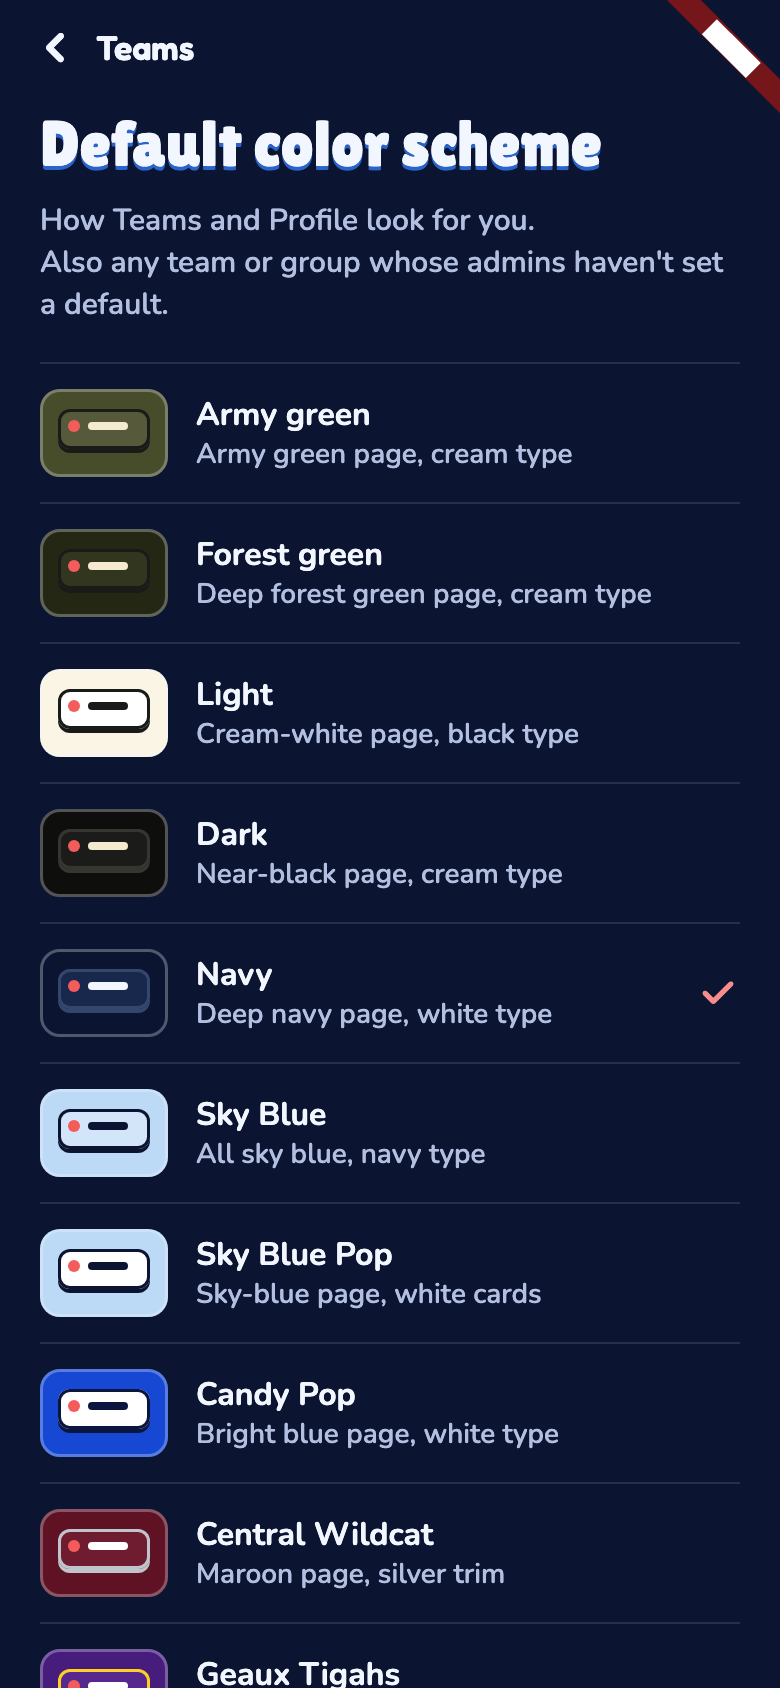 Teams
Default color scheme
How Teams and Profile look for you.
Also any team or group whose admins haven't set
a default.
Army green
Army green page, cream type
Forest green
Deep forest green page, cream type
Light
Cream-white page, black type
Dark
Near-black page, cream type
Navy
Deep navy page, white type
Sky Blue
All sky blue, navy type
Sky Blue Pop
Sky-blue page, white cards
Candy Pop
Bright blue page, white type
Central Wildcat
Maroon page, silver trim
Geaux Tigahs